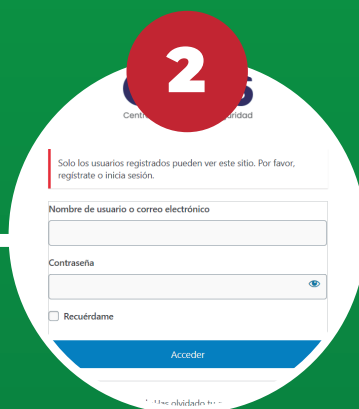 2
Solo los usuarios registrados pueden ver este sitio. Por favor,
regístrate o inicia sesión.
Nombre de usuario o correo electrónico
Contraseña
Recuérdame
Acceder
olvidado